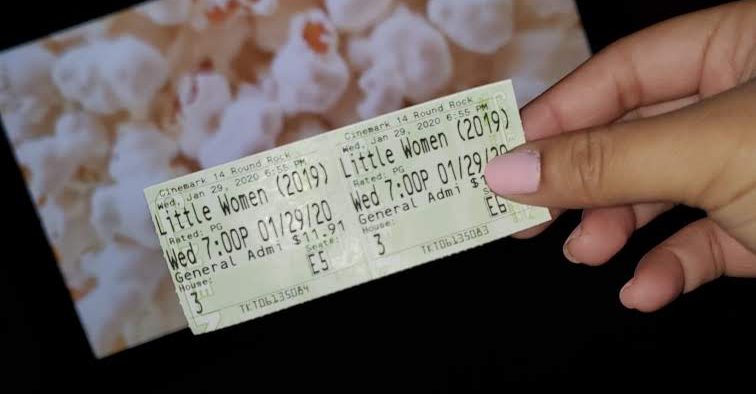 Cinemark 14 Round Rock
Wed, Jan 29, 2020 6:55 PM
Little Women (2019)
Rated: PG
Wed 7:00P 01/29/20
General Admi $11.91
House: Seats:
3 E5
TKT06135084
Cinemark 14 Round Rock
Wed, Jan 29, 2020 6:55 PM
Little Women (2019)
Rated: PG
Wed 7:00P 01/29/20
General Admi $
House:
3 E6
TKT06135083